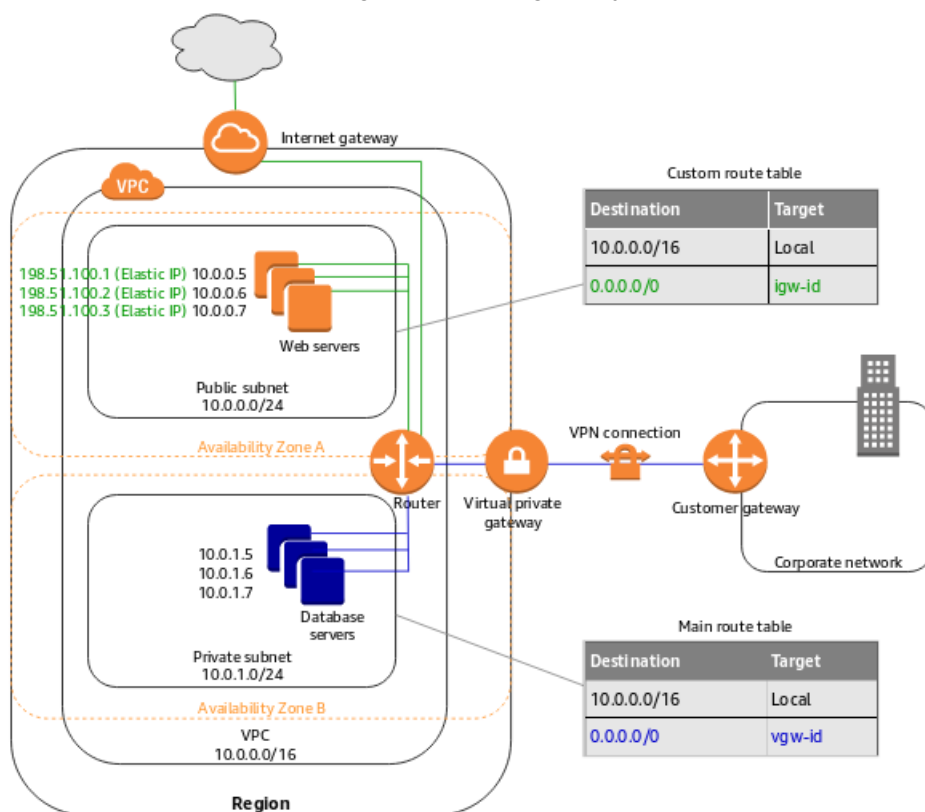 Internet gateway
VPC
Custom route table
Destination Target
10.0.0.0/16 Local
0.0.0.0/0 igw-id
198.51.100.1 (Elastic IP) 10.0.0.5
198.51.100.2 (Elastic IP) 10.0.0.6
198.51.100.3 (Elastic IP) 10.0.0.7
Web servers
Public subnet
10.0.0.0/24
Availability Zone A
Router
Virtual private
gateway
VPN connection
Customer gateway
Corporate network
10.0.1.5
10.0.1.6
10.0.1.7
Database
servers
Private subnet
10.0.1.0/24
Availability Zone B
Main route table
Destination Target
10.0.0.0/16 Local
0.0.0.0/0 vgw-id
VPC
10.0.0.0/16
Region